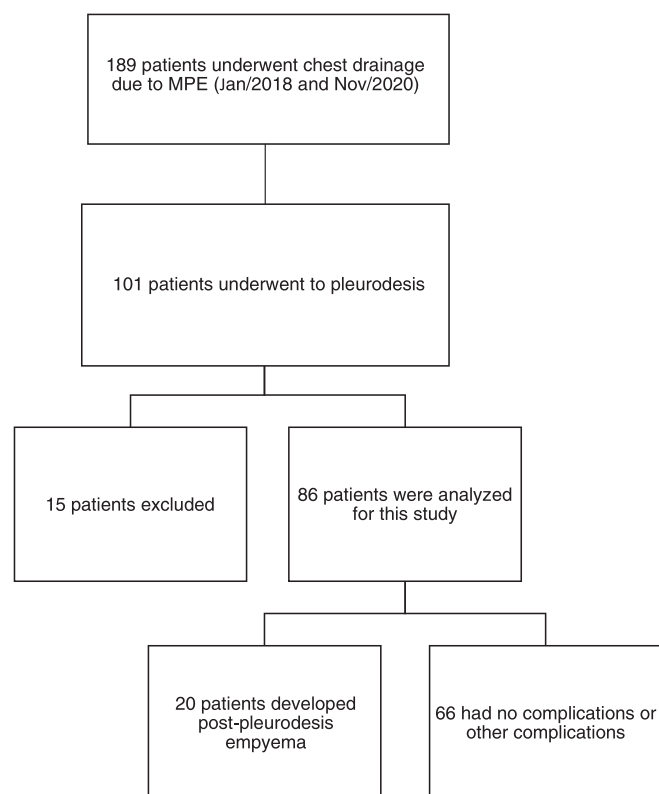 189 patients underwent chest drainage
due to MPE (Jan/2018 and Nov/2020)
101 patients underwent to pleurodesis
15 patients excluded
86 patients were analyzed
for this study
20 patients developed
post-pleurodesis
empyema
66 had no complications or
other complications